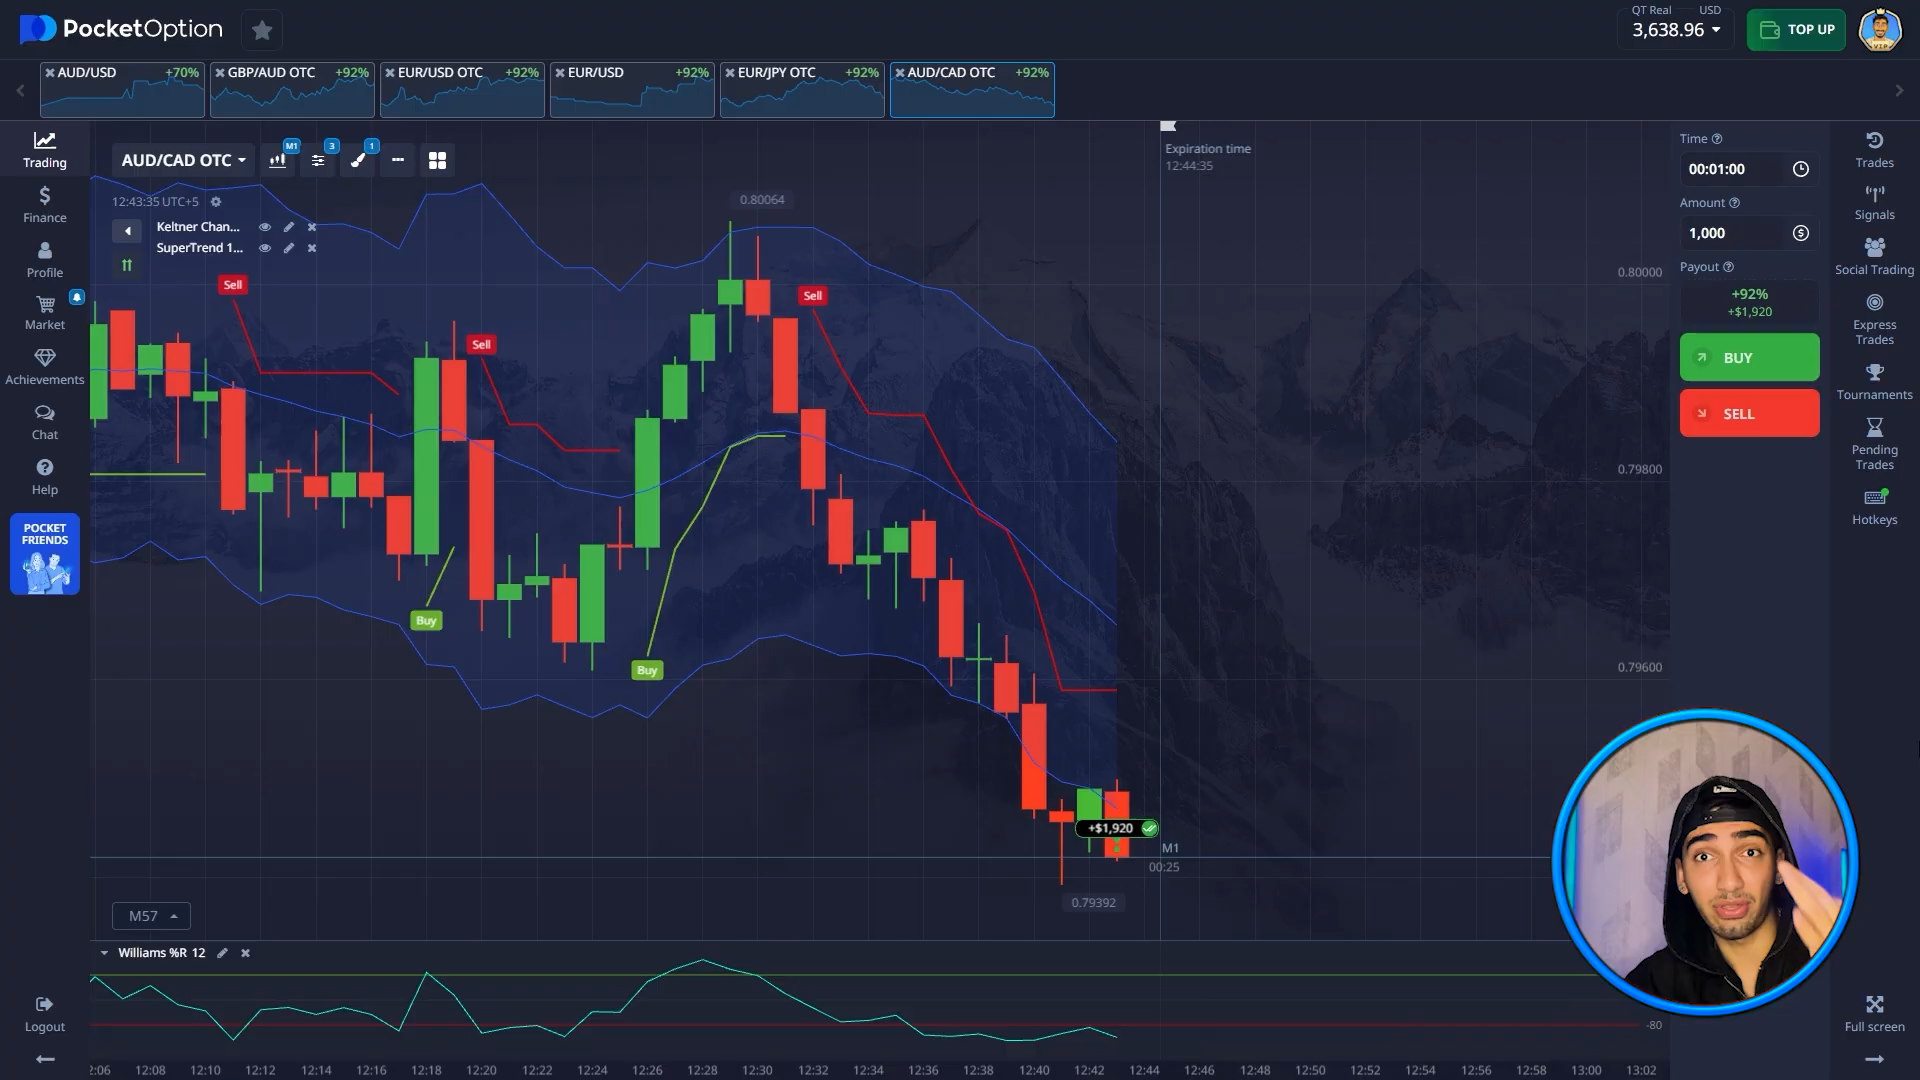 PocketOption
QT Real USD
3,638.96
TOP UP
VIP
AUD/USD +70%
GBP/AUD OTC +92%
EUR/USD OTC +92%
EUR/USD +92%
EUR/JPY OTC +92%
AUD/CAD OTC +92%
Trading
Finance
Profile
Market
Achievements
Chat
Help
POCKET
FRIENDS
Logout
AUD/CAD OTC
M1
3
1
12:43:35 UTC+5
Keltner Chan...
SuperTrend 1...
Sell
Sell
Sell
Buy
Buy
0.80064
Expiration time
12:44:35
0.80000
0.79800
0.79600
+$1,920
M1
00:25
0.79392
M57
Williams %R 12
-80
2:06 12:08 12:10 12:12 12:14 12:16 12:18 12:20 12:22 12:24 12:26 12:28 12:30 12:32 12:34 12:36 12:38 12:40 12:42 12:44 12:46 12:48 12:50 12:52 12:54 12:56 12:58 13:00 13:02
Time
00:01:00
Amount
1,000
Payout
+92%
+$1,920
BUY
SELL
Trades
Signals
Social Trading
Express
Trades
Tournaments
Pending
Trades
Hotkeys
Full screen